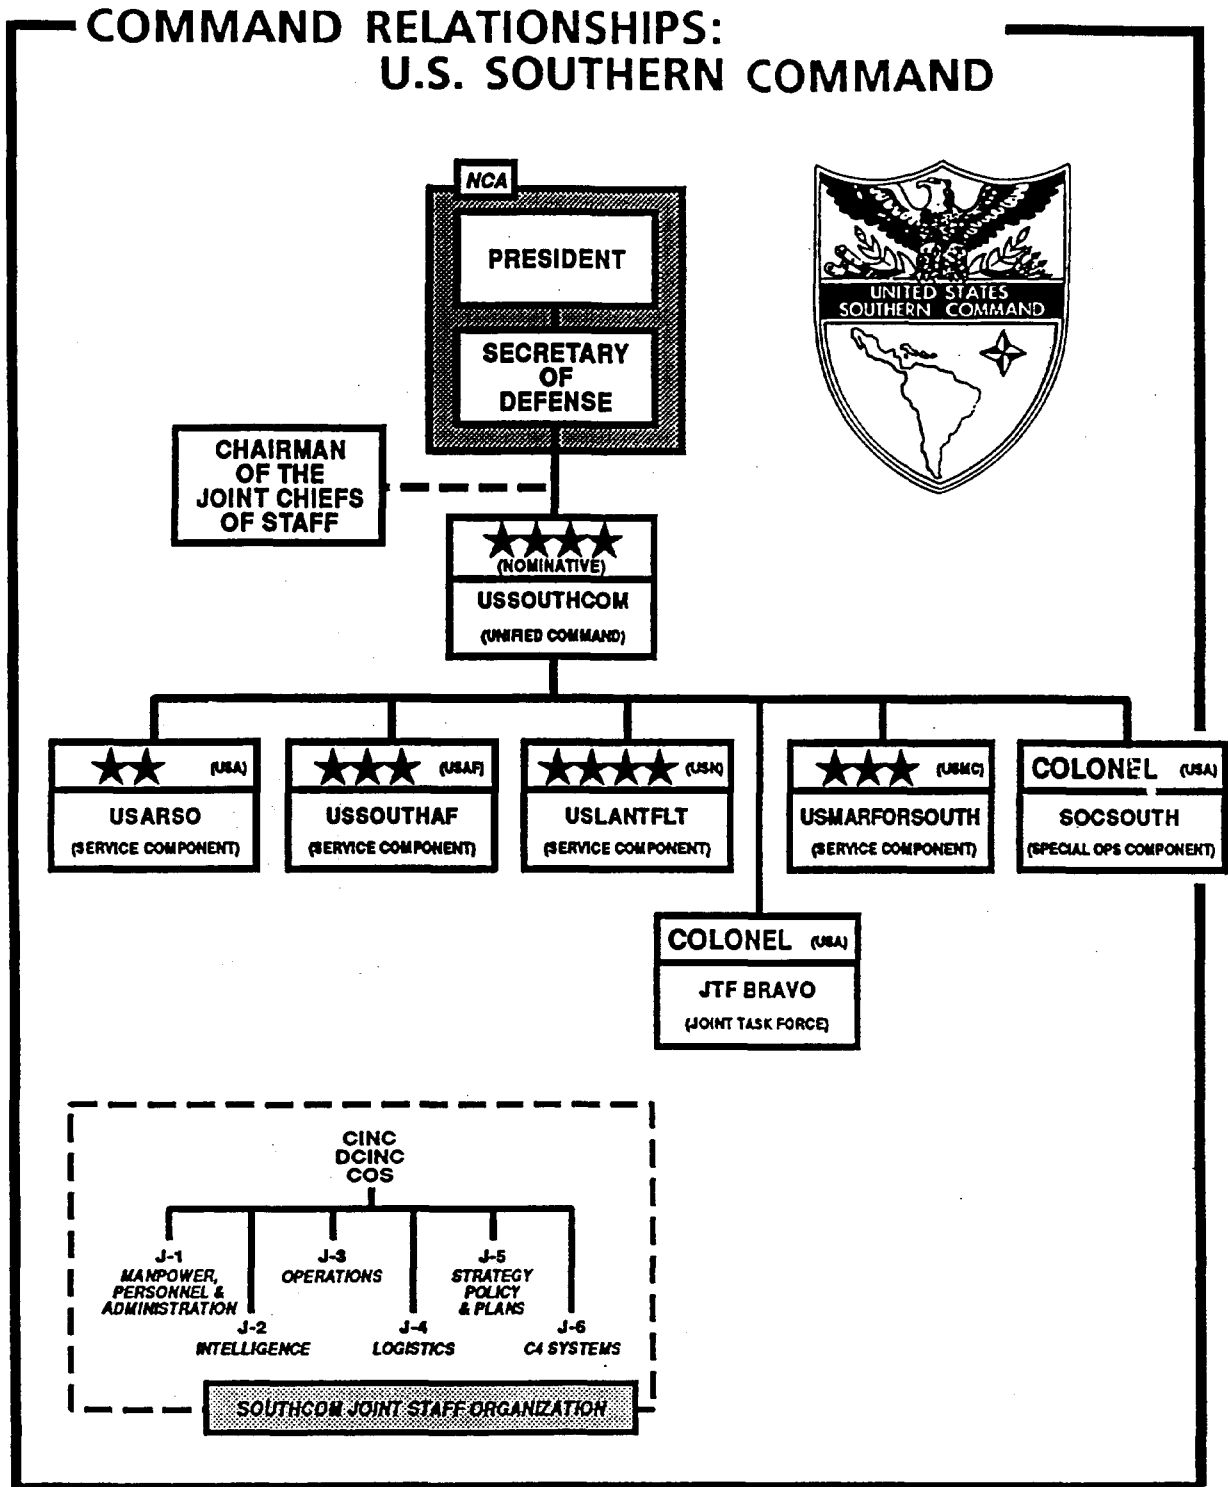 COMMAND RELATIONSHIPS:
U.S. SOUTHERN COMMAND
NCA
PRESIDENT
SECRETARY
OF
DEFENSE
UNITED STATES
SOUTHERN COMMAND
CHAIRMAN
OF THE
JOINT CHIEFS
OF STAFF
(NOMINATIVE)
USSOUTHCOM
(UNIFIED COMMAND)
(USA)
USARSO
(SERVICE COMPONENT)
(USAF)
USSOUTHAF
(SERVICE COMPONENT)
(USN)
USLANTFLT
(SERVICE COMPONENT)
(USMC)
USMARFORSOUTH
(SERVICE COMPONENT)
COLONEL (USA)
SOCSOUTH
(SPECIAL OPS COMPONENT)
COLONEL (USA)
JTF BRAVO
(JOINT TASK FORCE)
CINC
DCINC
COS
J-1
MANPOWER,
PERSONNEL &
ADMINISTRATION
J-2
INTELLIGENCE
J-3
OPERATIONS
J-4
LOGISTICS
J-5
STRATEGY
POLICY
& PLANS
J-6
C4 SYSTEMS
SOUTHCOM JOINT STAFF ORGANIZATION